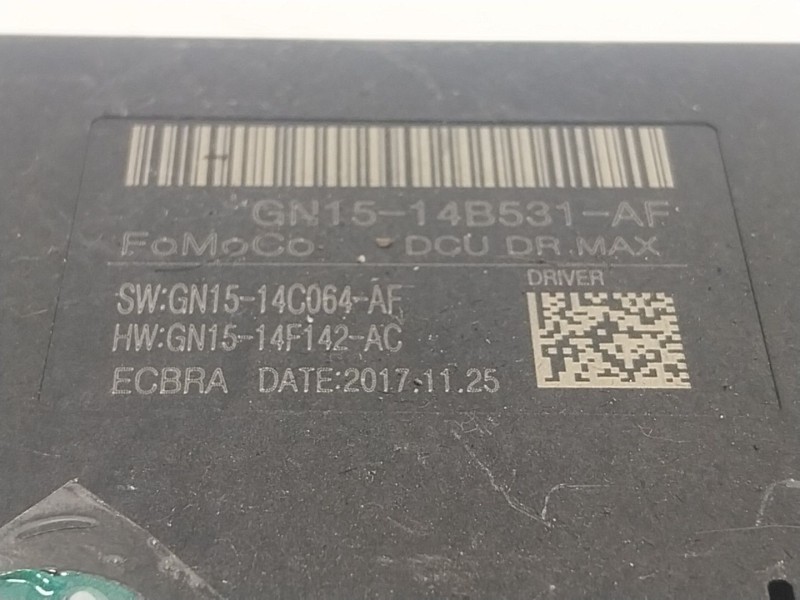 GN15-14B531-AF
FoMoCo DCU DR.MAX
DRIVER
SW:GN15-14C064-AF
HW:GN15-14F142-AC
ECBRA DATE:2017.11.25